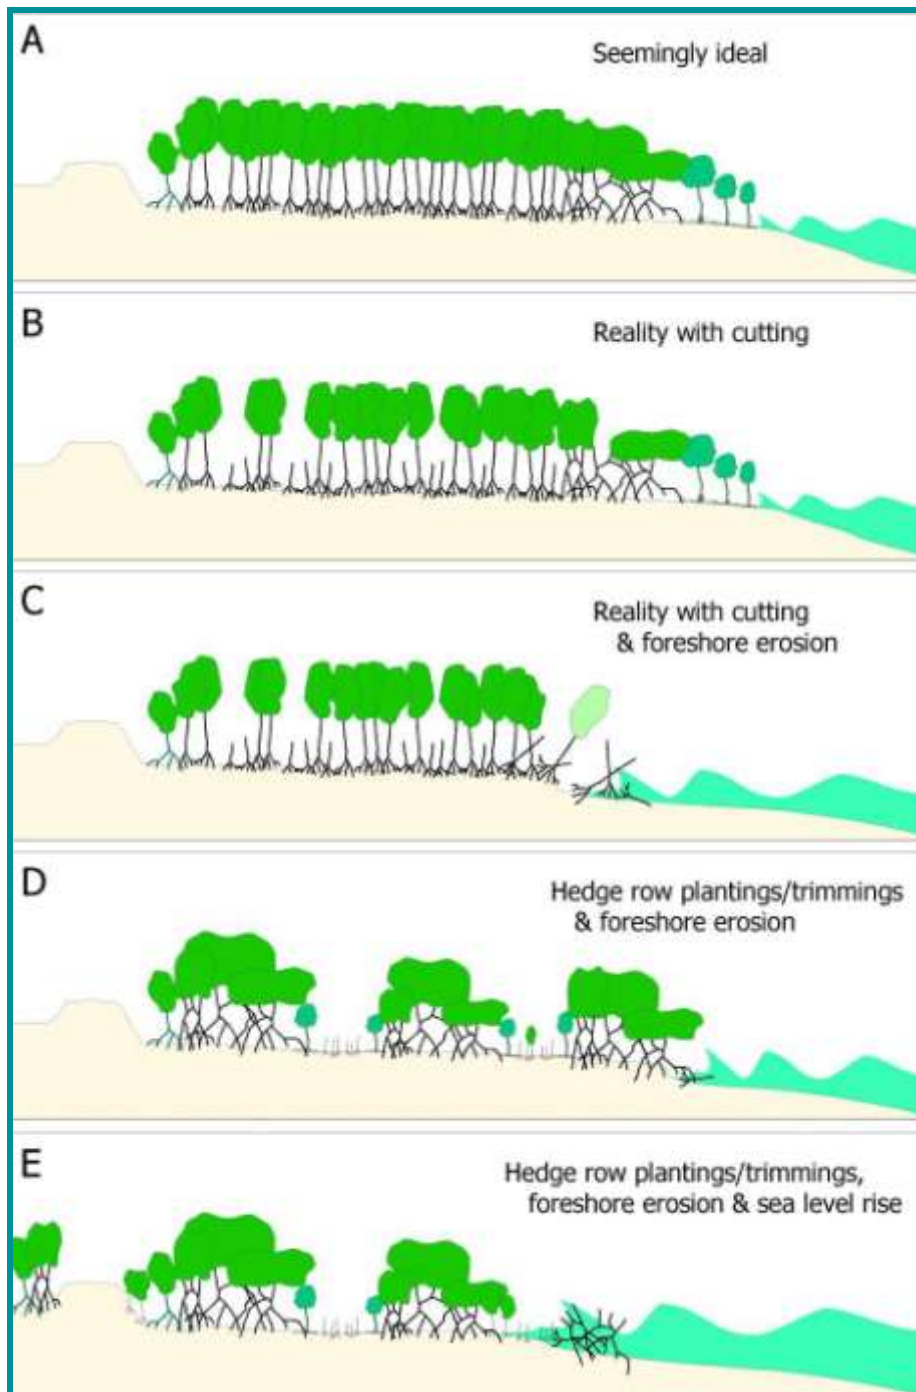 A
Seemingly ideal
B
Reality with cutting
C
Reality with cutting
& foreshore erosion
D
Hedge row plantings/trimmings
& foreshore erosion
E
Hedge row plantings/trimmings,
foreshore erosion & sea level rise